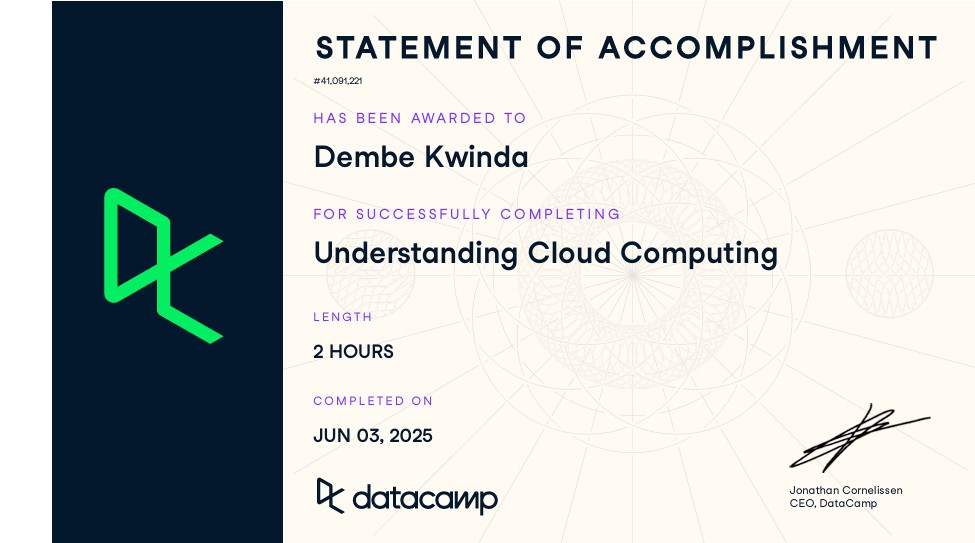 STATEMENT OF ACCOMPLISHMENT
#41,091,221
HAS BEEN AWARDED TO
Dembe Kwinda
FOR SUCCESSFULLY COMPLETING
Understanding Cloud Computing
LENGTH
2 HOURS
COMPLETED ON
JUN 03, 2025
datacamp
Jonathan Cornelissen
CEO, DataCamp